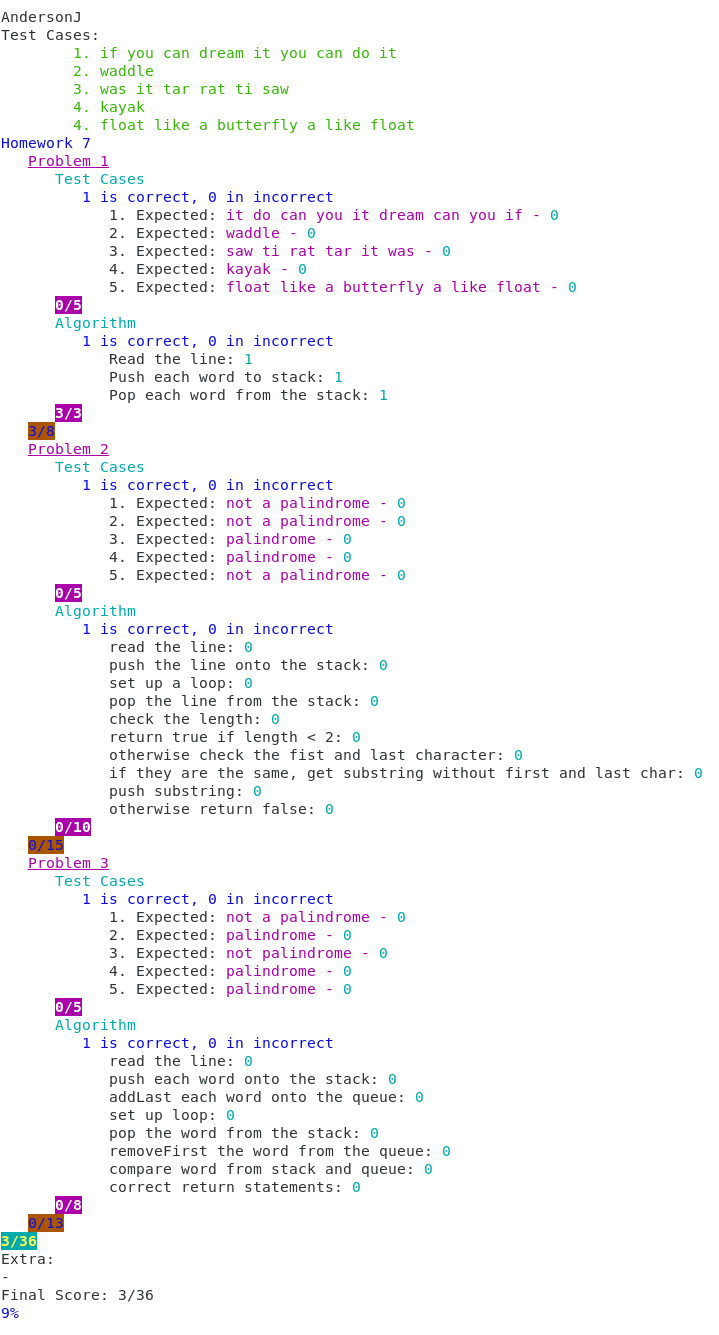 AndersonJ
Test Cases:
1. if you can dream it you can do it
2. waddle
3. was it tar rat ti saw
4. kayak
4. float like a butterfly a like float
Homework 7
Problem 1
Test Cases
1 is correct, 0 in incorrect
1. Expected: it do can you it dream can you if - 0
2. Expected: waddle - 0
3. Expected: saw ti rat tar it was - 0
4. Expected: kayak - 0
5. Expected: float like a butterfly a like float - 0
0/5
Algorithm
1 is correct, 0 in incorrect
Read the line: 1
Push each word to stack: 1
Pop each word from the stack: 1
3/3
3/8
Problem 2
Test Cases
1 is correct, 0 in incorrect
1. Expected: not a palindrome - 0
2. Expected: not a palindrome - 0
3. Expected: palindrome - 0
4. Expected: palindrome - 0
5. Expected: not a palindrome - 0
0/5
Algorithm
1 is correct, 0 in incorrect
read the line: 0
push the line onto the stack: 0
set up a loop: 0
pop the line from the stack: 0
check the length: 0
return true if length < 2: 0
otherwise check the fist and last character: 0
if they are the same, get substring without first and last char: 0
push substring: 0
otherwise return false: 0
0/10
0/15
Problem 3
Test Cases
1 is correct, 0 in incorrect
1. Expected: not a palindrome - 0
2. Expected: palindrome - 0
3. Expected: not palindrome - 0
4. Expected: palindrome - 0
5. Expected: palindrome - 0
0/5
Algorithm
1 is correct, 0 in incorrect
read the line: 0
push each word onto the stack: 0
addLast each word onto the queue: 0
set up loop: 0
pop the word from the stack: 0
removeFirst the word from the queue: 0
compare word from stack and queue: 0
correct return statements: 0
0/8
0/13
3/36
Extra:
-
Final Score: 3/36
9%